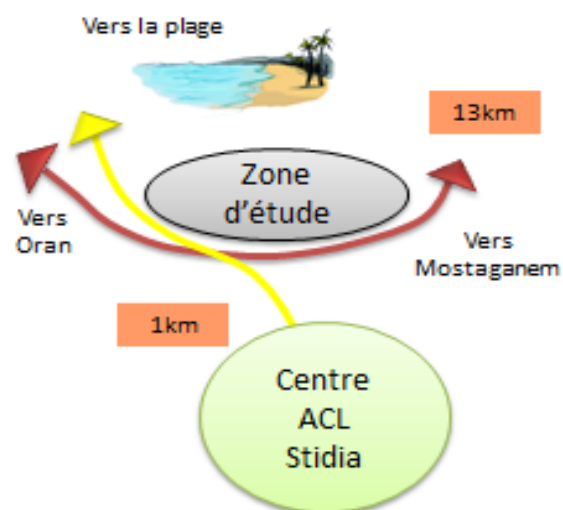 Vers la plage
13km
Zone
d'étude
Vers
Oran
Vers
Mostaganem
1km
Centre
ACL
Stidia